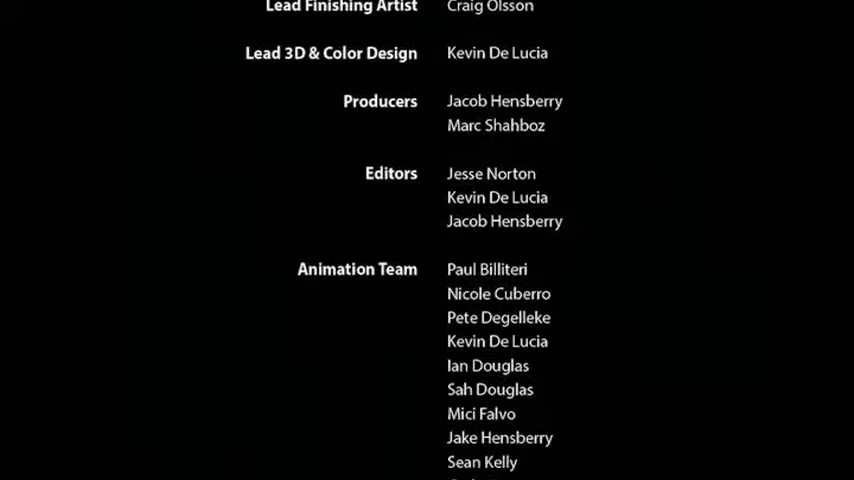 Lead Finishing Artist Craig Olsson
Lead 3D & Color Design Kevin De Lucia
Producers Jacob Hensberry
Marc Shahboz
Editors Jesse Norton
Kevin De Lucia
Jacob Hensberry
Animation Team Paul Billiteri
Nicole Cuberro
Pete Degelleke
Kevin De Lucia
Ian Douglas
Sah Douglas
Mici Falvo
Jake Hensberry
Sean Kelly